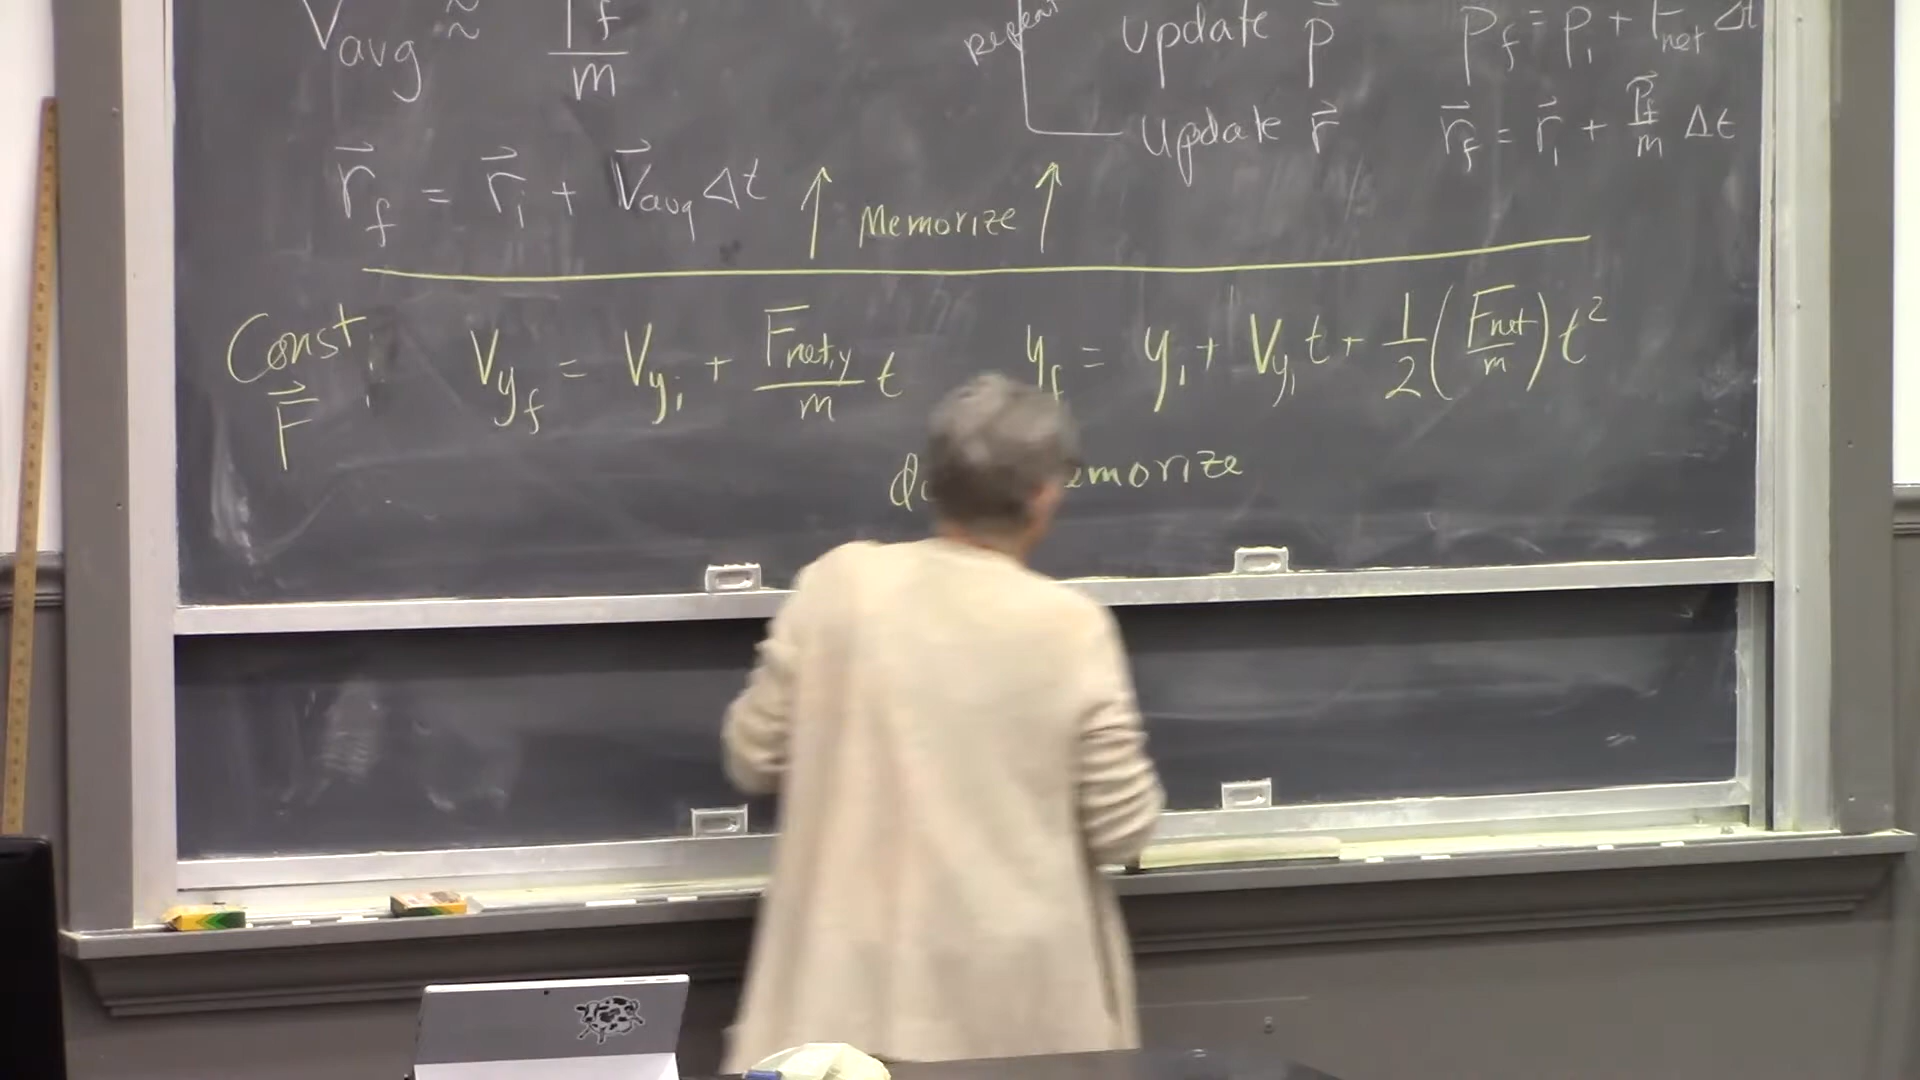 V_avg ≈ p_f / m
repeat
update p⃗ p_f = p_i + F_net Δt
update r⃗ r⃗_f = r⃗_i + p⃗_f/m Δt
r⃗_f = r⃗_i + V⃗_avg Δt
↑ Memorize ↑
Const F⃗ : V_yf = V_yi + F_net,y/m t y_f = y_i + V_yi t + 1/2 (F_net/m) t²